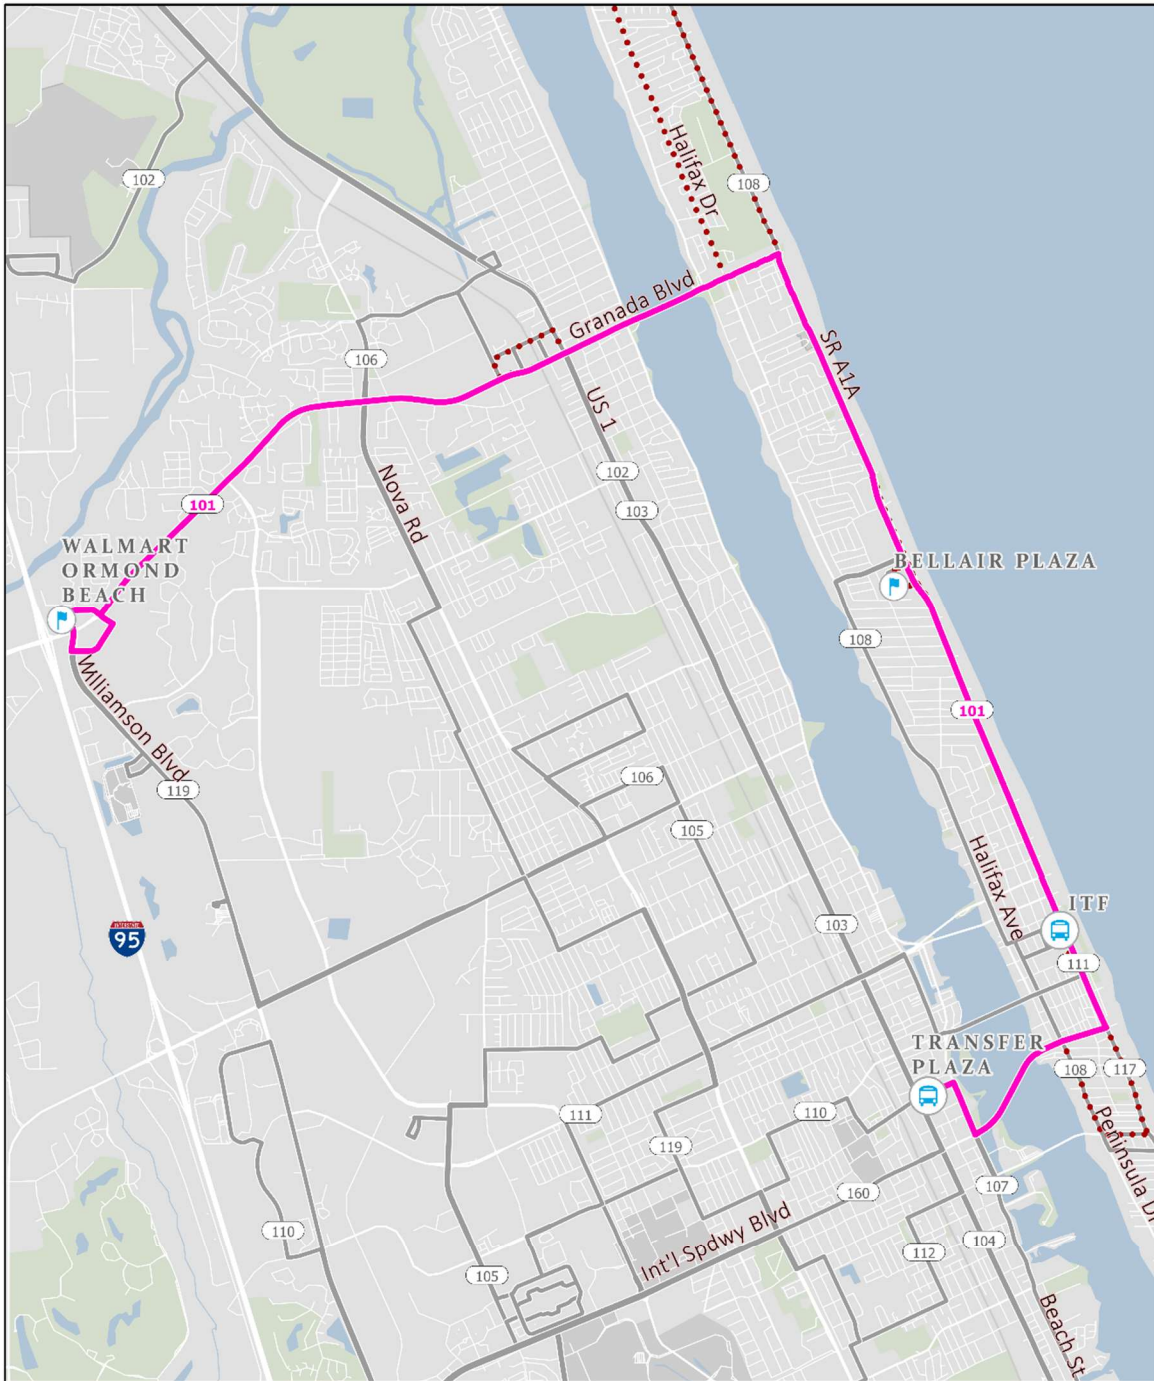 102
Halifax Dr
108
Granada Blvd
106
SR A1A
US 1
102
Nova Rd
101
103
WALMART
ORMOND
BEACH
BELLAIR PLAZA
108
Williamson Blvd
101
119
106
105
Halifax Ave
ITF
INTERSTATE
95
103
111
TRANSFER
PLAZA
108
117
111
110
Peninsula Dr
119
107
160
110
Int'l Spdwy Blvd
104
112
105
Beach St